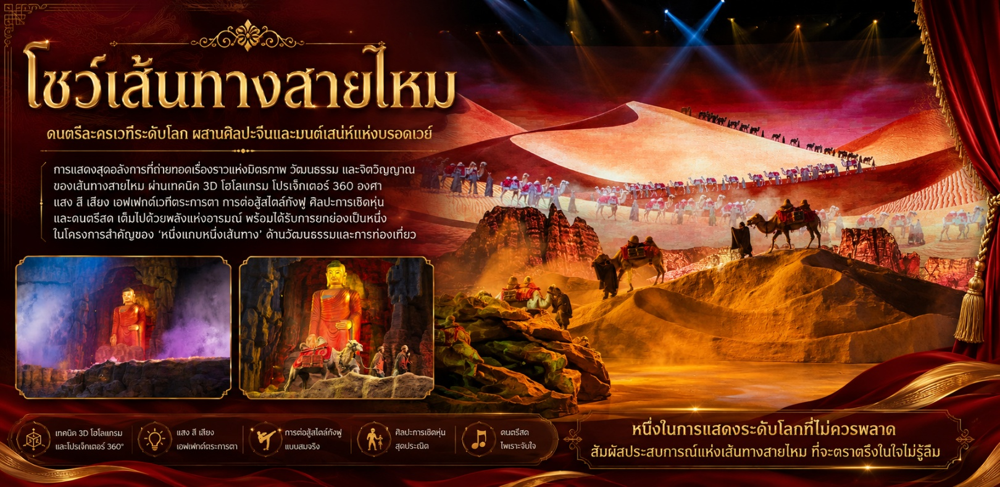 โชว์เส้นทางสายไหม
ดนตรีละครเวทีระดับโลก ผสานศิลปะจีนและมนต์เสน่ห์แห่งบรอดเวย์
การแสดงสุดอลังการที่ถ่ายทอดเรื่องราวแห่งมิตรภาพ วัฒนธรรม และจิตวิญญาณ
ของเส้นทางสายไหม ผ่านเทคนิค 3D โฮโลแกรม โปรเจ็กเตอร์ 360 องศา
แสง สี เสียง เอฟเฟกต์เวทีตระการตา การต่อสู้สไตล์กังฟู ศิลปะการเชิดหุ่น
และดนตรีสด เต็มไปด้วยพลังแห่งอารมณ์ พร้อมได้รับการยกย่องเป็นหนึ่ง
ในโครงการสำคัญของ ‘หนึ่งแถบหนึ่งเส้นทาง’ ด้านวัฒนธรรมและการท่องเที่ยว
เทคนิค 3D โฮโลแกรม
และโปรเจ็กเตอร์ 360°
แสง สี เสียง
เอฟเฟกต์ตระการตา
การต่อสู้สไตล์กังฟู
แบบสมจริง
ศิลปะการเชิดหุ่น
สุดประณีต
ดนตรีสด
ไพเราะจับใจ
หนึ่งในการแสดงระดับโลกที่ไม่ควรพลาด
สัมผัสประสบการณ์แห่งเส้นทางสายไหม ที่จะตราตรึงในใจไม่รู้ลืม